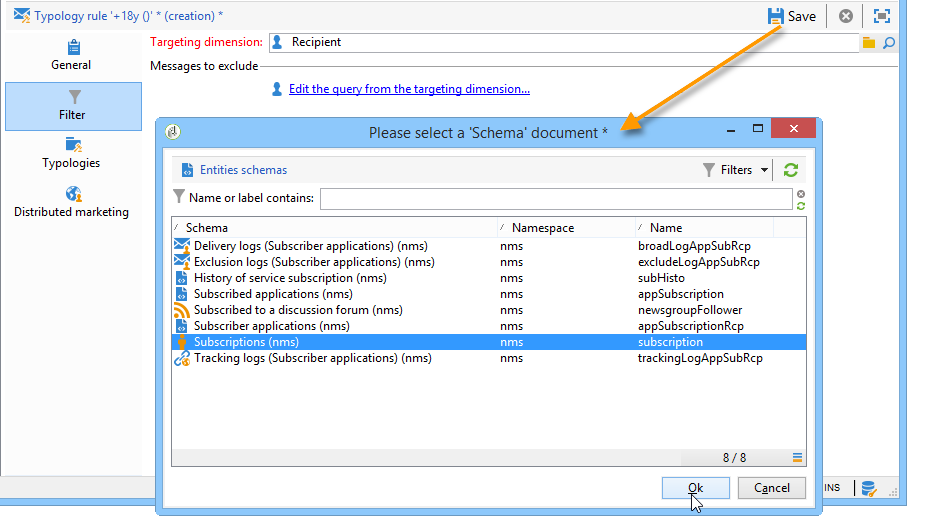 Typology rule '+18y ()' * (creation) *
Save
General
Filter
Typologies
Distributed marketing
Targeting dimension:
Recipient
Messages to exclude
Edit the query from the targeting dimension...
Please select a 'Schema' document *
Entities schemas
Filters
Name or label contains:
Schema Namespace Name
Delivery logs (Subscriber applications) (nms) nms broadLogAppSubRcp
Exclusion logs (Subscriber applications) (nms) nms excludeLogAppSubRcp
History of service subscription (nms) nms subHisto
Subscribed applications (nms) nms appSubscription
Subscribed to a discussion forum (nms) nms newsgroupFollower
Subscriber applications (nms) nms appSubscriptionRcp
Subscriptions (nms) nms subscription
Tracking logs (Subscriber applications) (nms) nms trackingLogAppSubRcp
8 / 8
Ok
Cancel
INS